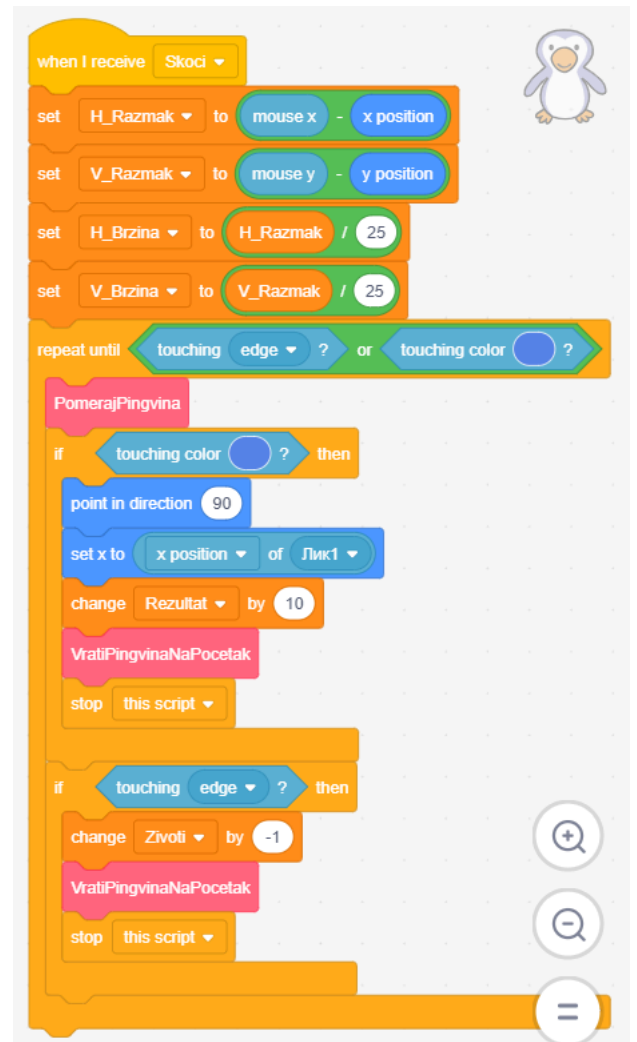 when I receive Skoci
set H_Razmak to mouse x - x position
set V_Razmak to mouse y - y position
set H_Brzina to H_Razmak / 25
set V_Brzina to V_Razmak / 25
repeat until touching edge ? or touching color ?
PomerajPingvina
if touching color ? then
point in direction 90
set x to x position of Лик1
change Rezultat by 10
VratiPingvinaNaPocetak
stop this script
if touching edge ? then
change Zivoti by -1
VratiPingvinaNaPocetak
stop this script